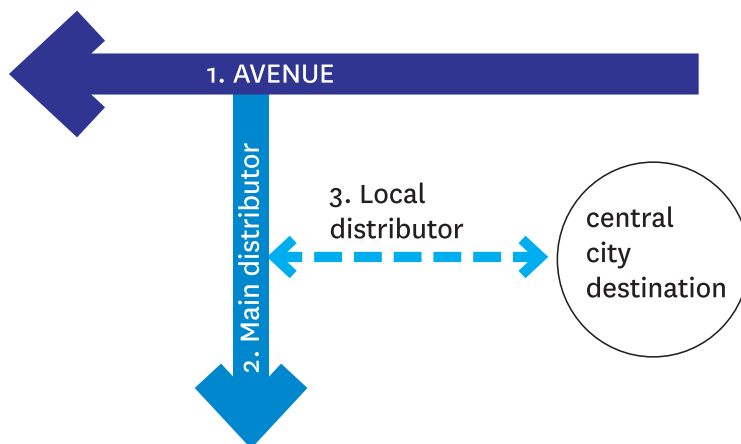 1. AVENUE
2. Main distributor
3. Local
distributor
central
city
destination